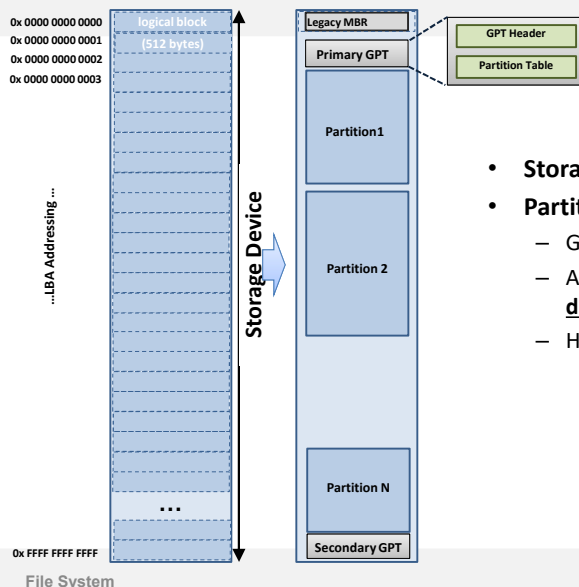 0x 0000 0000 0000
0x 0000 0000 0001
0x 0000 0000 0002
0x 0000 0000 0003
...LBA Addressing ...
0x FFFF FFFF FFFF
logical block
(512 bytes)
...
Storage Device
Legacy MBR
Primary GPT
Partition1
Partition 2
Partition N
Secondary GPT
GPT Header
Partition Table
• Stora
• Partit
– G
– A
d
– H
File System